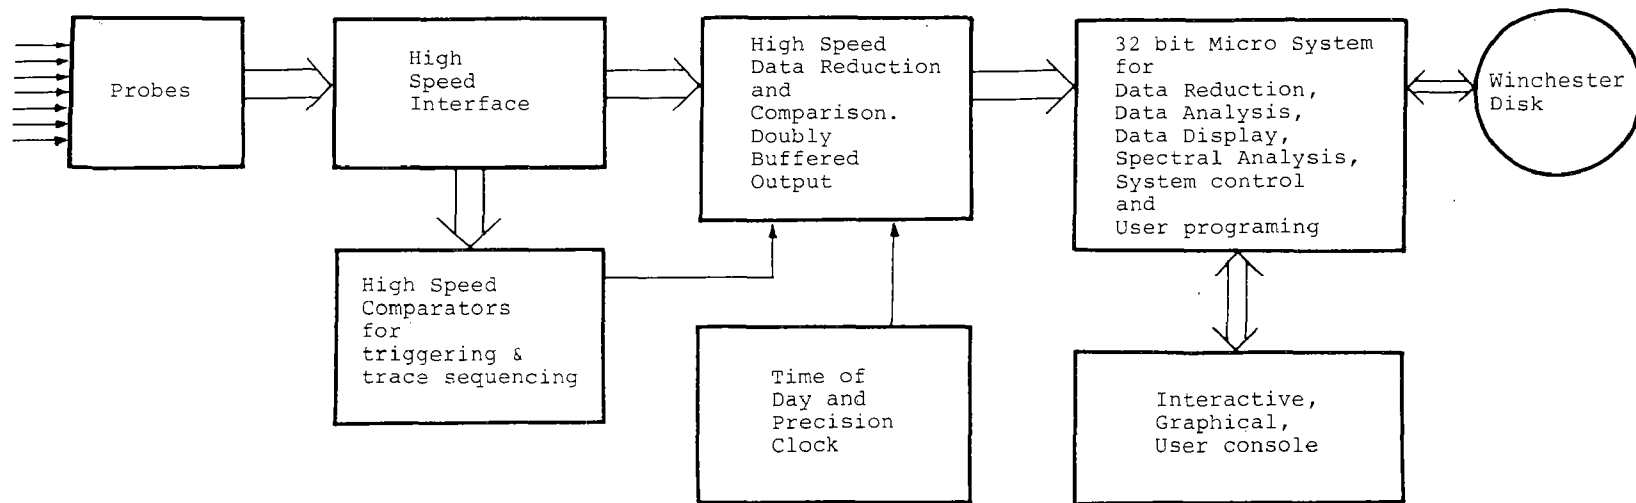 Probes
High
Speed
Interface
High Speed
Data Reduction
and
Comparison.
Doubly
Buffered
Output
32 bit Micro System
for
Data Reduction,
Data Analysis,
Data Display,
Spectral Analysis,
System control
and
User programing
Winchester
Disk
High Speed
Comparators
for
triggering &
trace sequencing
Time of
Day and
Precision
Clock
Interactive,
Graphical,
User console